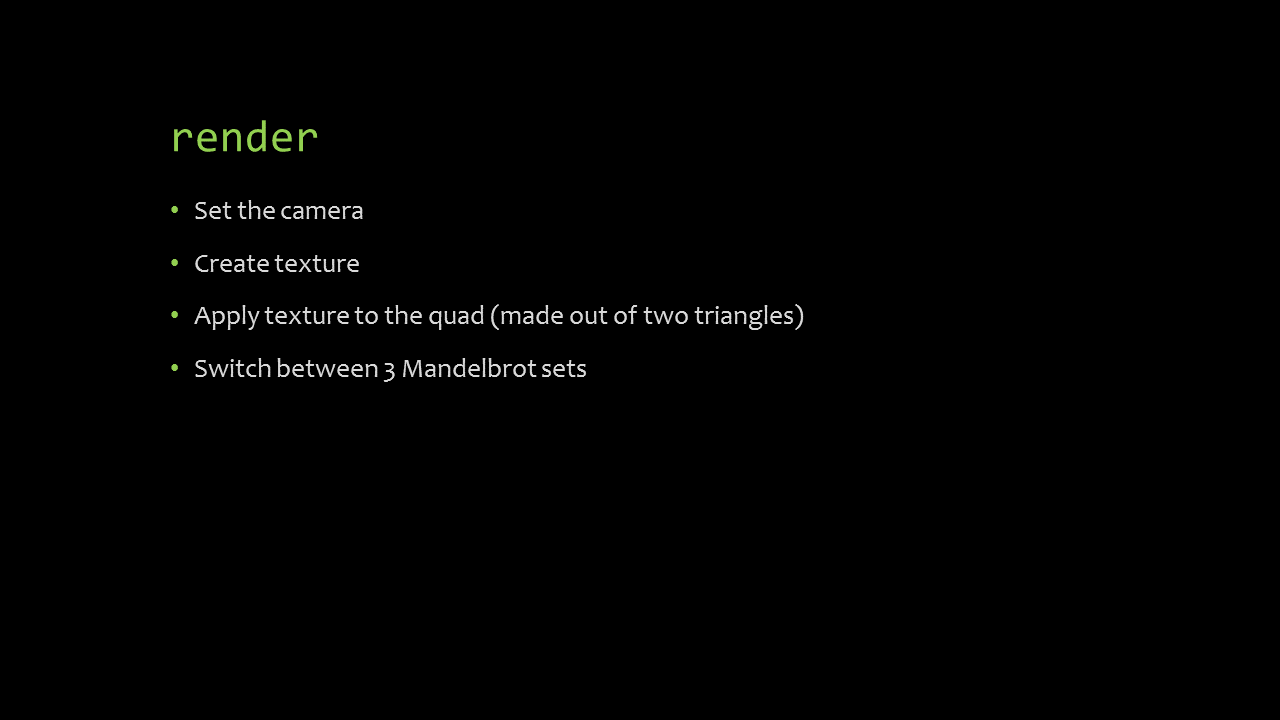 render
• Set the camera
• Create texture
• Apply texture to the quad (made out of two triangles)
• Switch between 3 Mandelbrot sets